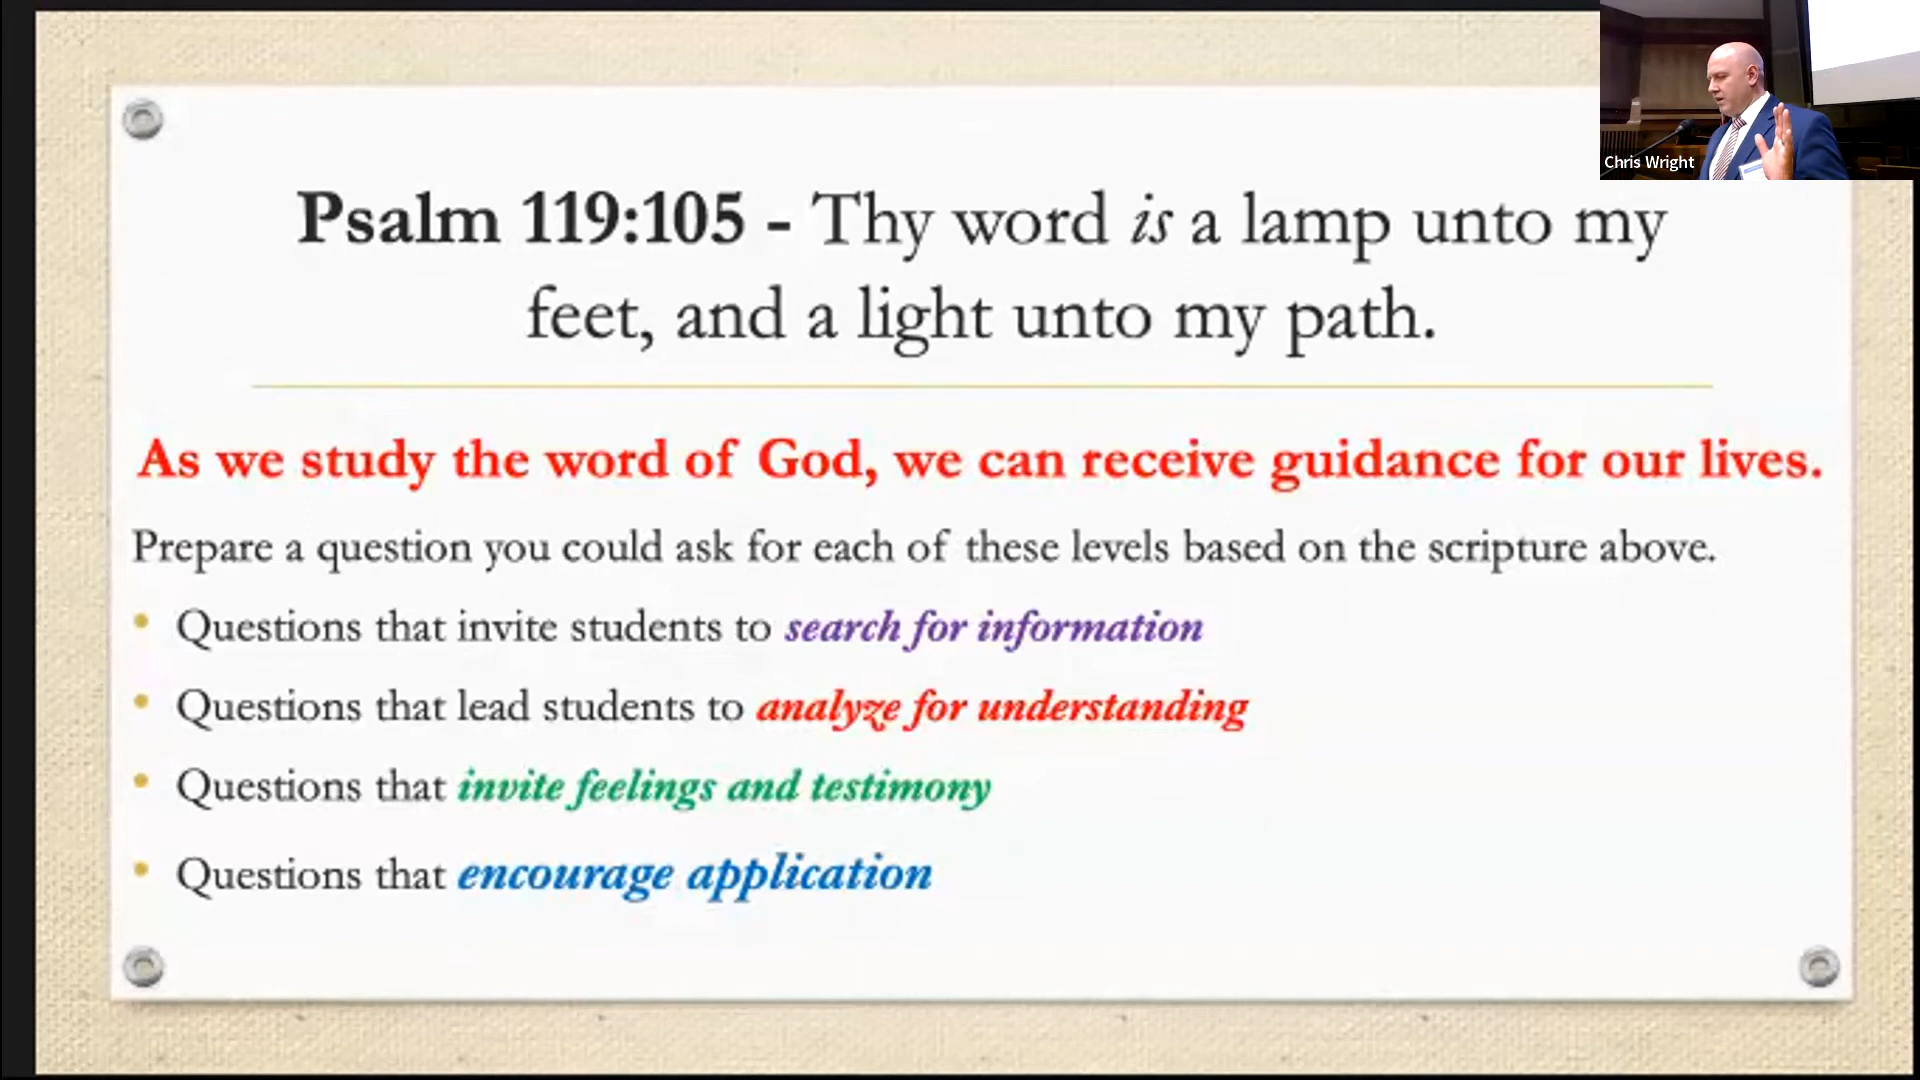 Chris Wright
Psalm 119:105 - Thy word is a lamp unto my
feet, and a light unto my path.
As we study the word of God, we can receive guidance for our lives.
Prepare a question you could ask for each of these levels based on the scripture above.
• Questions that invite students to search for information
• Questions that lead students to analyze for understanding
• Questions that invite feelings and testimony
• Questions that encourage application